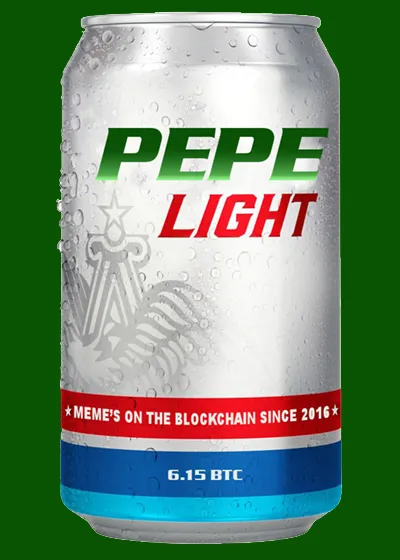 PEPE
LIGHT
★ MEME'S ON THE BLOCKCHAIN SINCE 2016 ★
6.15 BTC